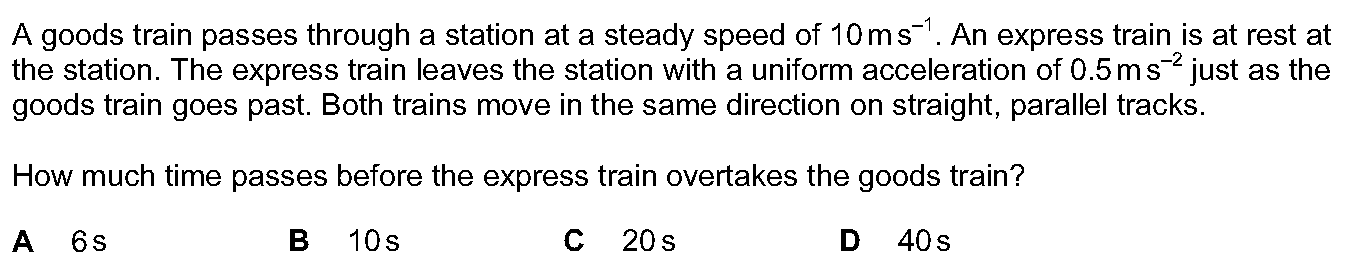 A goods train passes through a station at a steady speed of 10 m s⁻¹. An express train is at rest at
the station. The express train leaves the station with a uniform acceleration of 0.5 m s⁻² just as the
goods train goes past. Both trains move in the same direction on straight, parallel tracks.
How much time passes before the express train overtakes the goods train?
A 6 s B 10 s C 20 s D 40 s